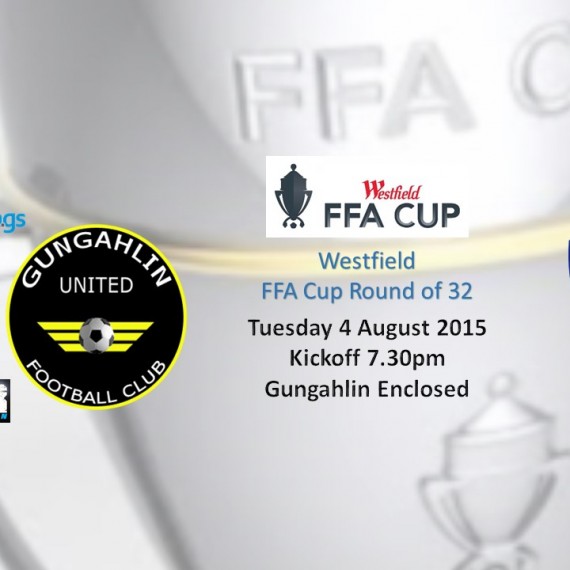 FFA C
Westfield
FFA CUP
ags
GUNGAHLIN
UNITED
FOOTBALL CLUB
Westfield
FFA Cup Round of 32
Tuesday 4 August 2015
Kickoff 7.30pm
Gungahlin Enclosed